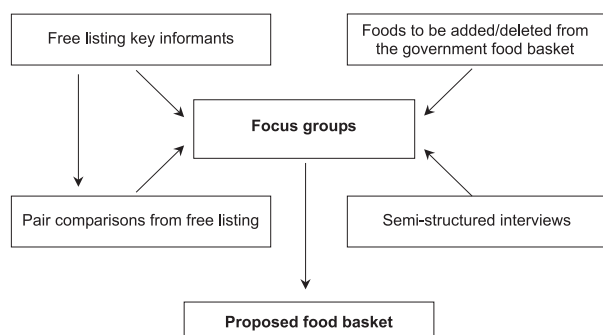 Free listing key informants
Foods to be added/deleted from
the government food basket
Focus groups
Pair comparisons from free listing
Semi-structured interviews
Proposed food basket